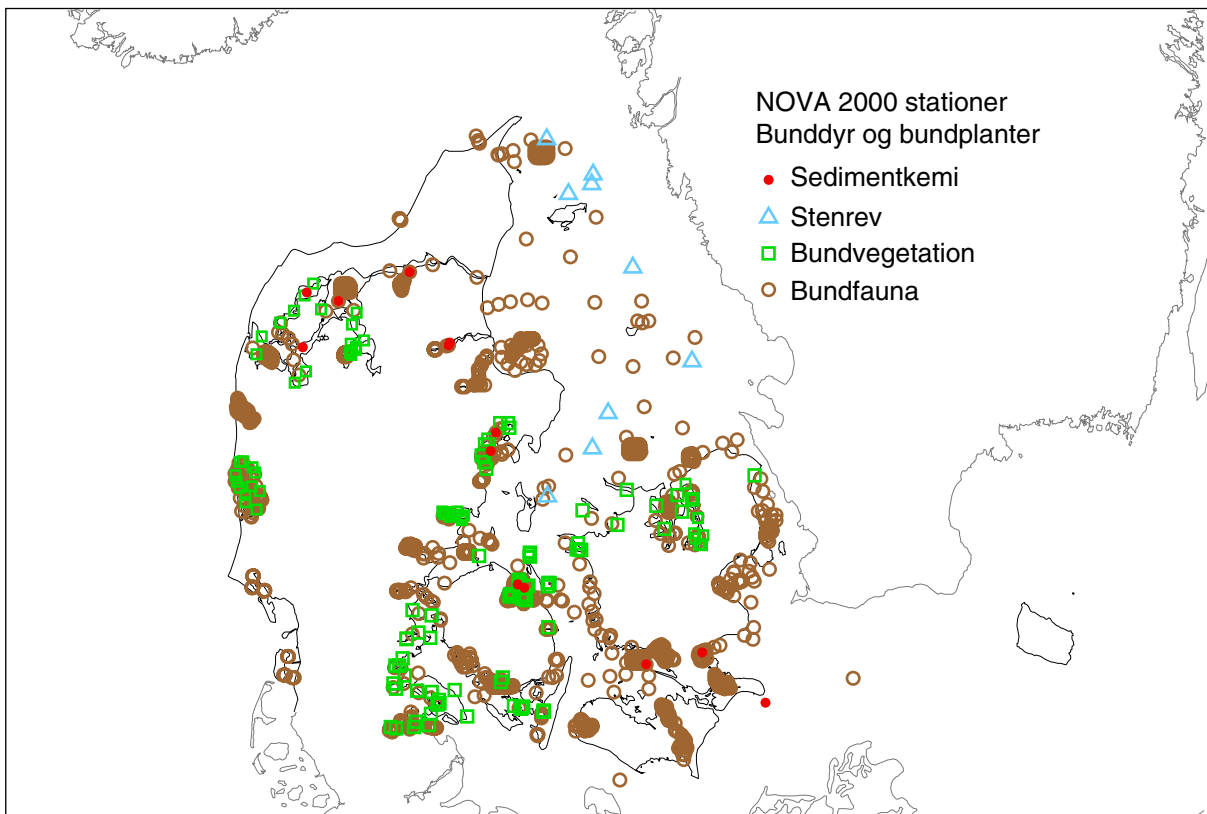 NOVA 2000 stationer
Bunddyr og bundplanter
Sedimentkemi
Stenrev
Bundvegetation
Bundfauna